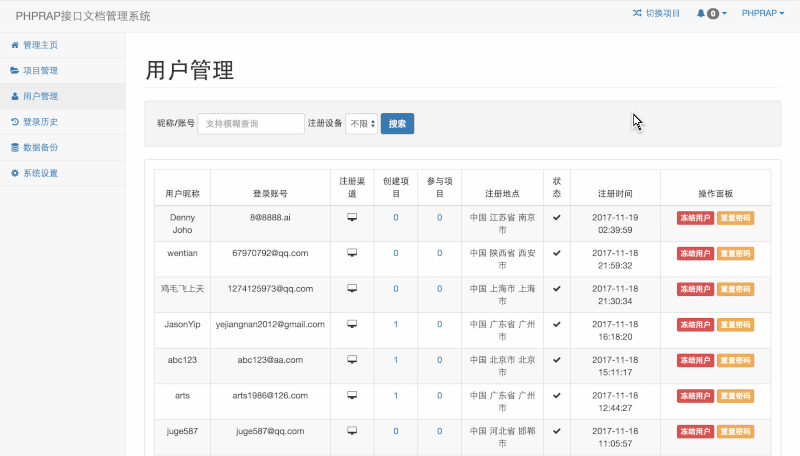 PHPRAP接口文档管理系统
切换项目 0 PHPRAP
管理主页
项目管理
用户管理
登录历史
数据备份
系统设置
用户管理
昵称/账号 支持模糊查询 注册设备 不限 搜索
用户昵称 登录账号 注册渠道 创建项目 参与项目 注册地点 状态 注册时间 操作面板
Denny Joho 8@8888.ai 0 0 中国 江苏省 南京市 2017-11-19 02:39:59 冻结用户 重置密码
wentian 67970792@qq.com 0 0 中国 陕西省 西安市 2017-11-18 21:59:32 冻结用户 重置密码
鸡毛飞上天 1274125973@qq.com 0 0 中国 上海市 上海市 2017-11-18 21:30:34 冻结用户 重置密码
JasonYip yejiangnan2012@gmail.com 1 0 中国 广东省 广州市 2017-11-18 16:18:20 冻结用户 重置密码
abc123 abc123@aa.com 1 0 中国 北京市 北京市 2017-11-18 15:11:17 冻结用户 重置密码
arts arts1986@126.com 1 0 中国 广东省 广州市 2017-11-18 12:44:27 冻结用户 重置密码
juge587 juge587@qq.com 0 0 中国 河北省 邯郸市 2017-11-18 11:05:57 冻结用户 重置密码